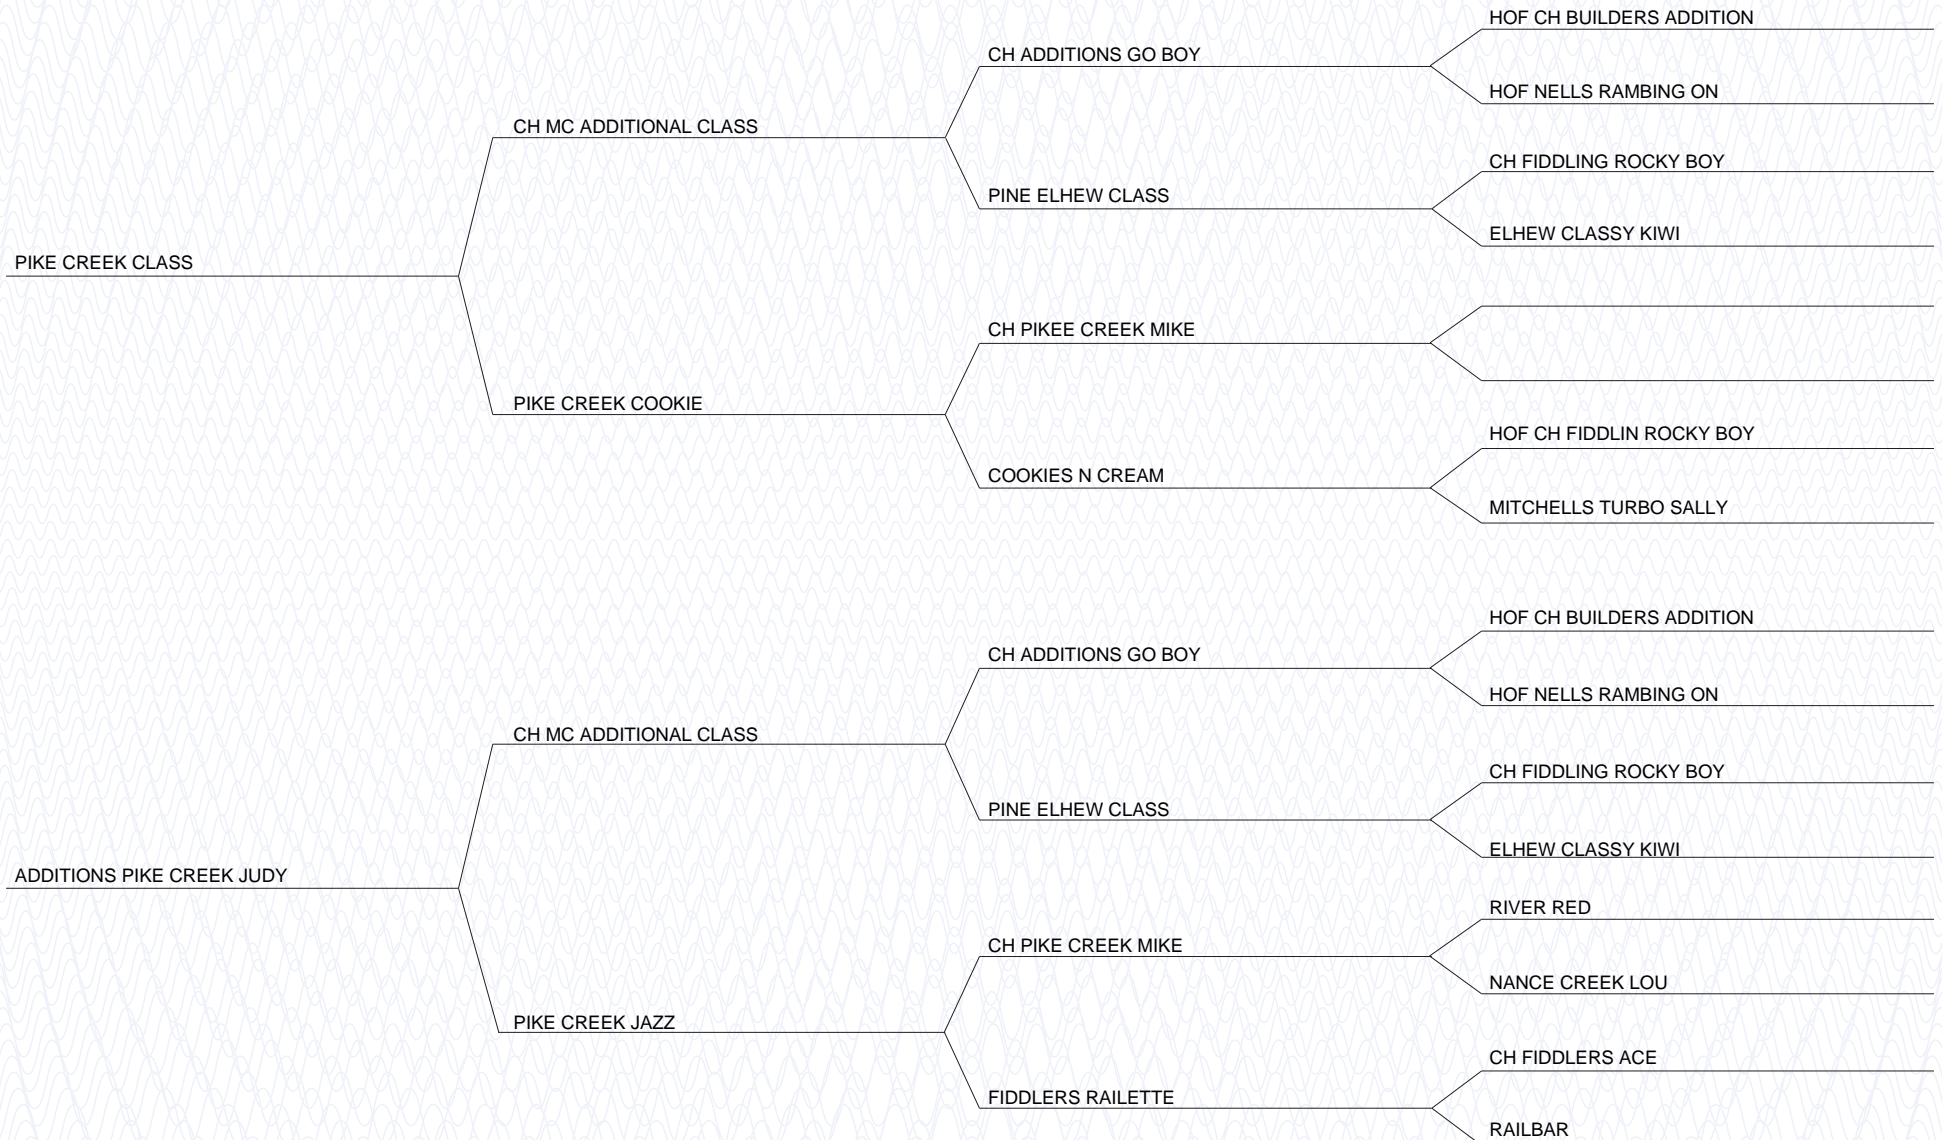 HOF CH BUILDERS ADDITION
CH ADDITIONS GO BOY
HOF NELLS RAMBING ON
CH MC ADDITIONAL CLASS
CH FIDDLING ROCKY BOY
PINE ELHEW CLASS
ELHEW CLASSY KIWI
PIKE CREEK CLASS
CH PIKEE CREEK MIKE
PIKE CREEK COOKIE
HOF CH FIDDLIN ROCKY BOY
COOKIES N CREAM
MITCHELLS TURBO SALLY
HOF CH BUILDERS ADDITION
CH ADDITIONS GO BOY
HOF NELLS RAMBING ON
CH MC ADDITIONAL CLASS
CH FIDDLING ROCKY BOY
PINE ELHEW CLASS
ELHEW CLASSY KIWI
ADDITIONS PIKE CREEK JUDY
RIVER RED
CH PIKE CREEK MIKE
NANCE CREEK LOU
PIKE CREEK JAZZ
CH FIDDLERS ACE
FIDDLERS RAILETTE
RAILBAR